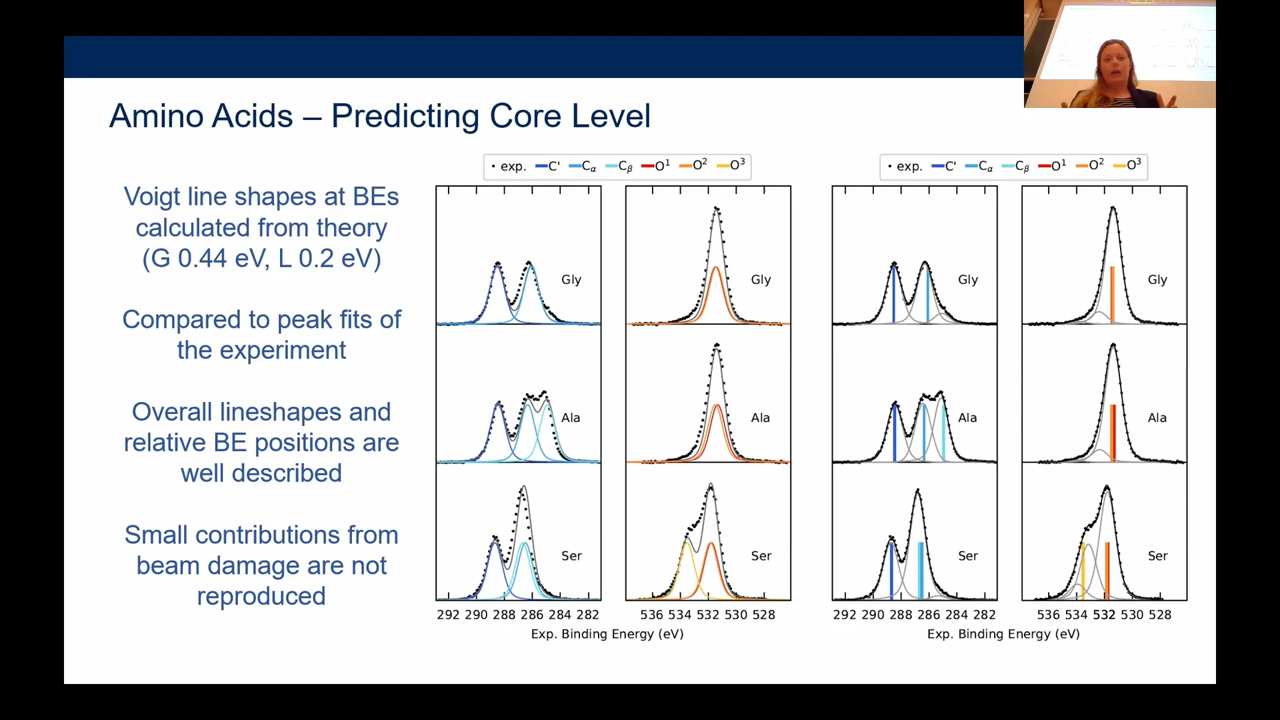 Amino Acids – Predicting Core Level
Voigt line shapes at BEs
calculated from theory
(G 0.44 eV, L 0.2 eV)
Compared to peak fits of
the experiment
Overall lineshapes and
relative BE positions are
well described
Small contributions from
beam damage are not
reproduced
exp. C' Cα Cβ O¹ O² O³
Gly
Gly
Ala
Ala
Ser
Ser
292 290 288 286 284 282
536 534 532 530 528
Exp. Binding Energy (eV)
exp. C' Cα Cβ O¹ O² O³
Gly
Gly
Ala
Ala
Ser
Ser
292 290 288 286 284 282
536 534 532 530 528
Exp. Binding Energy (eV)